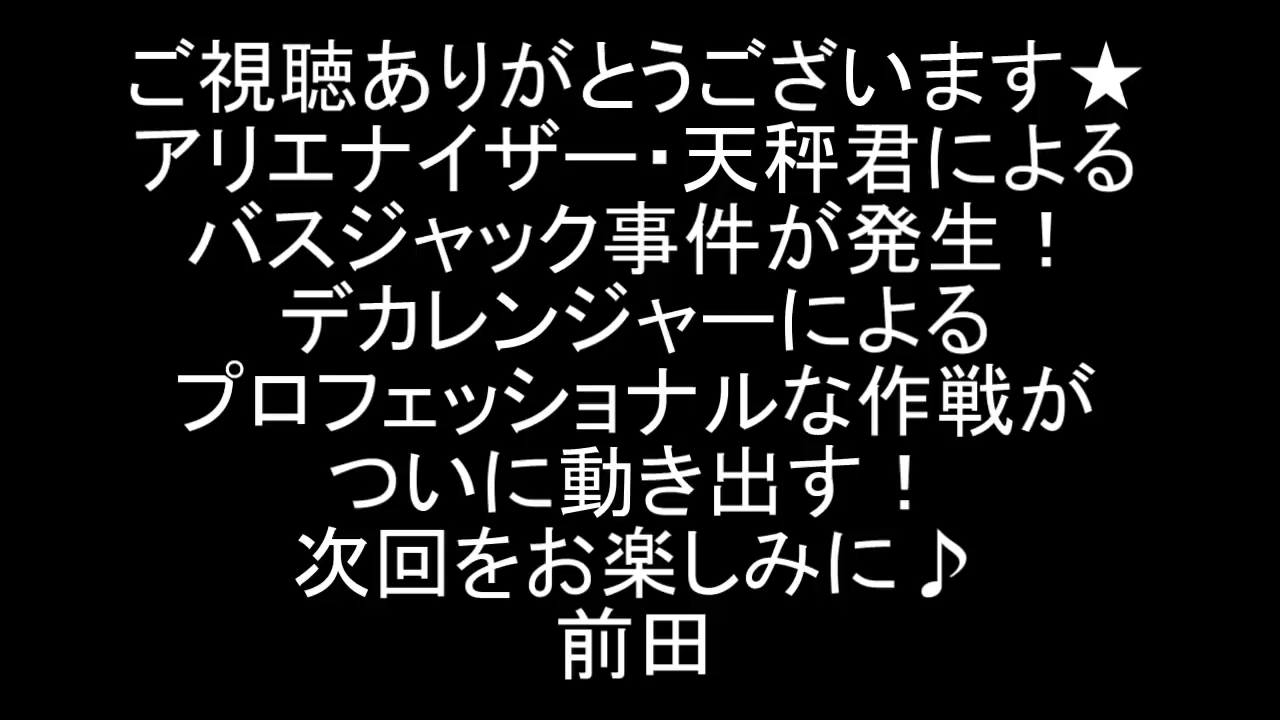 ご視聴ありがとうございます★
アリエナイザー・天秤君による
バスジャック事件が発生！
デカレンジャーによる
プロフェッショナルな作戦が
ついに動き出す！
次回をお楽しみに♪
前田